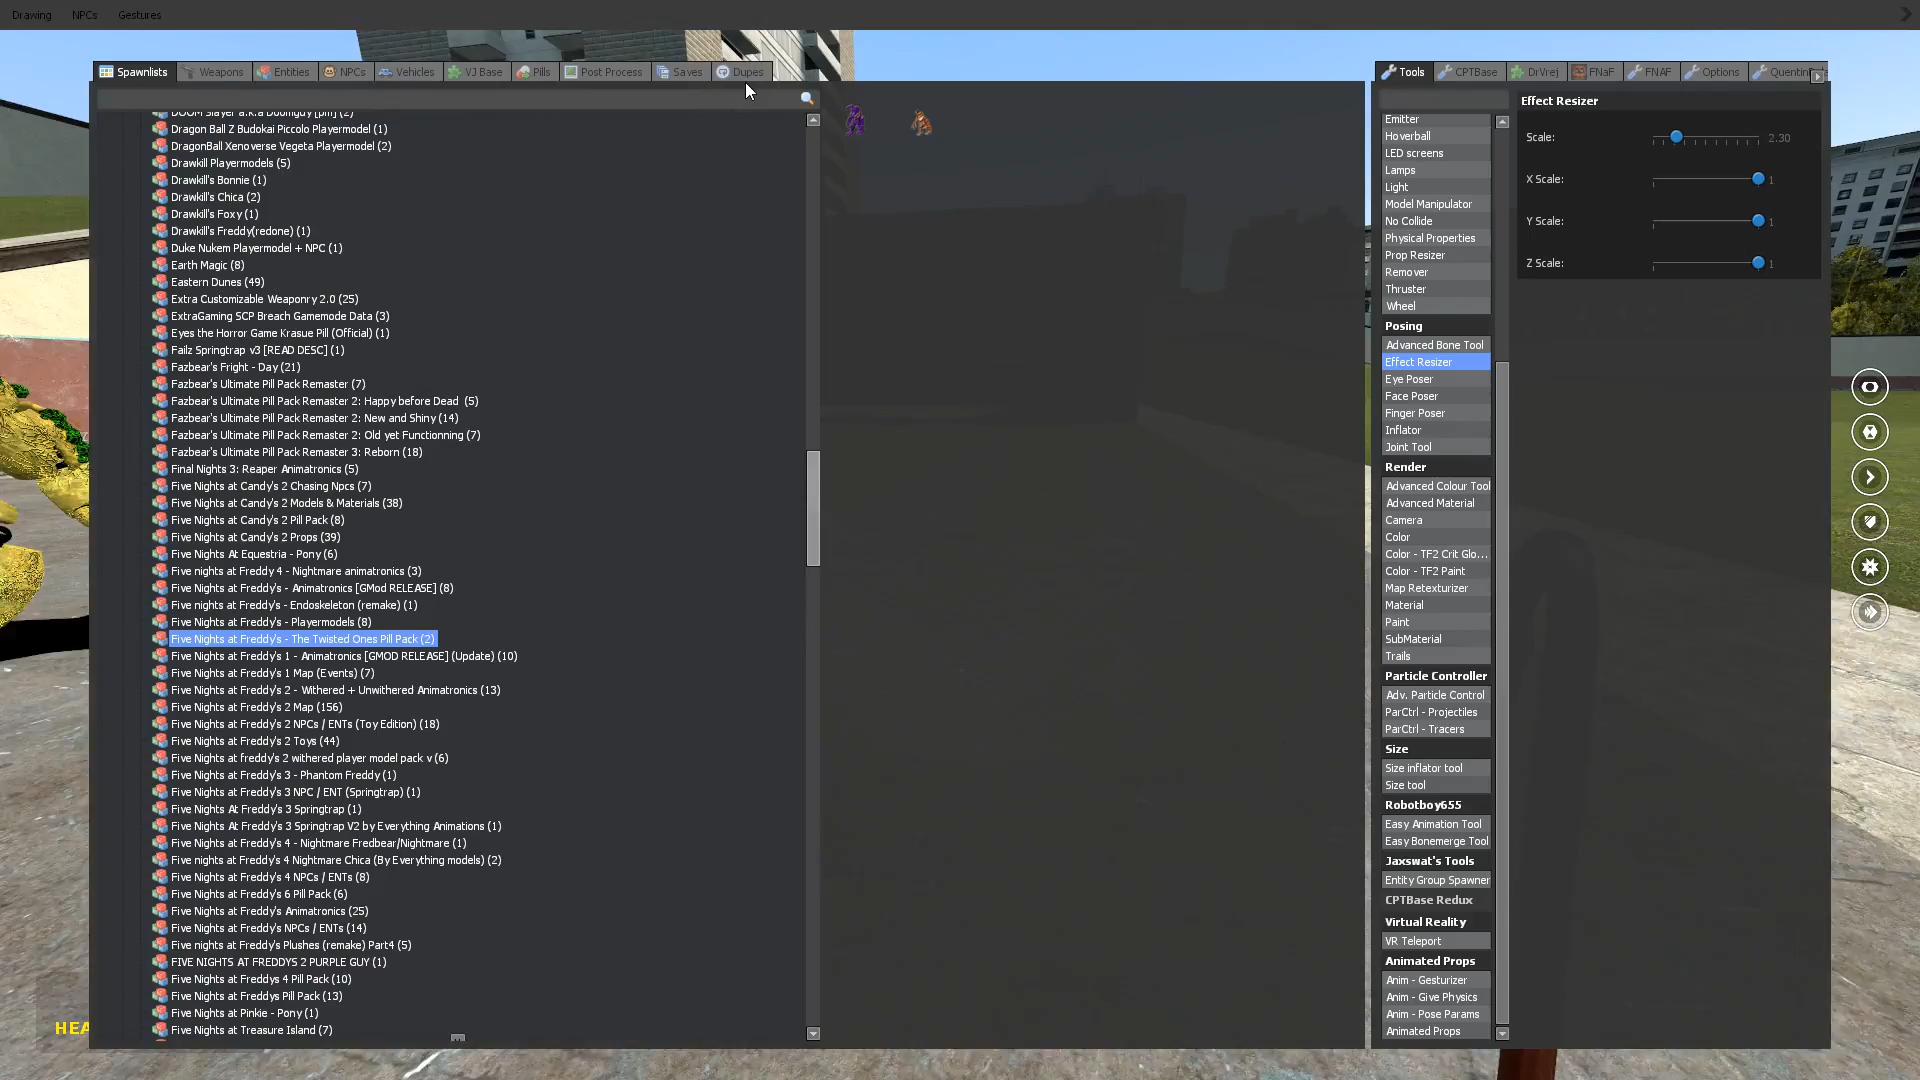 Drawing NPCs Gestures
Spawnlists Weapons Entities NPCs Vehicles VJ Base Pills Post Process Saves Dupes
DOOM Slayer a.k.a Doomguy [pm] (2)
Dragon Ball Z Budokai Piccolo Playermodel (1)
DragonBall Xenoverse Vegeta Playermodel (2)
Drawkill Playermodels (5)
Drawkill's Bonnie (1)
Drawkill's Chica (2)
Drawkill's Foxy (1)
Drawkill's Freddy(redone) (1)
Duke Nukem Playermodel + NPC (1)
Earth Magic (8)
Eastern Dunes (49)
Extra Customizable Weaponry 2.0 (25)
ExtraGaming SCP Breach Gamemode Data (3)
Eyes the Horror Game Krasue Pill (Official) (1)
Failz Springtrap v3 [READ DESC] (1)
Fazbear's Fright - Day (21)
Fazbear's Ultimate Pill Pack Remaster (7)
Fazbear's Ultimate Pill Pack Remaster 2: Happy before Dead (5)
Fazbear's Ultimate Pill Pack Remaster 2: New and Shiny (14)
Fazbear's Ultimate Pill Pack Remaster 2: Old yet Functionning (7)
Fazbear's Ultimate Pill Pack Remaster 3: Reborn (18)
Final Nights 3: Reaper Animatronics (5)
Five Nights at Candy's 2 Chasing Npcs (7)
Five Nights at Candy's 2 Models & Materials (38)
Five Nights at Candy's 2 Pill Pack (8)
Five Nights at Candy's 2 Props (39)
Five Nights At Equestria - Pony (6)
Five nights at Freddy 4 - Nightmare animatronics (3)
Five Nights at Freddy's - Animatronics [GMod RELEASE] (8)
Five nights at Freddy's - Endoskeleton (remake) (1)
Five Nights at Freddy's - Playermodels (8)
Five Nights at Freddy's - The Twisted Ones Pill Pack (2)
Five Nights at Freddy's 1 - Animatronics [GMOD RELEASE] (Update) (10)
Five Nights at Freddy's 1 Map (Events) (7)
Five Nights at Freddy's 2 - Withered + Unwithered Animatronics (13)
Five Nights at Freddy's 2 Map (156)
Five Nights at Freddy's 2 NPCs / ENTs (Toy Edition) (18)
Five Nights at Freddy's 2 Toys (44)
Five Nights at freddy's 2 withered player model pack v (6)
Five Nights at Freddy's 3 - Phantom Freddy (1)
Five Nights at Freddy's 3 NPC / ENT (Springtrap) (1)
Five Nights At Freddy's 3 Springtrap (1)
Five Nights At Freddy's 3 Springtrap V2 by Everything Animations (1)
Five Nights at Freddy's 4 - Nightmare Fredbear/Nightmare (1)
Five nights at Freddy's 4 Nightmare Chica (By Everything models) (2)
Five Nights at Freddy's 4 NPCs / ENTs (8)
Five Nights at Freddy's 6 Pill Pack (6)
Five Nights at Freddy's Animatronics (25)
Five Nights at Freddy's NPCs / ENTs (14)
Five nights at Freddy's Plushes (remake) Part4 (5)
FIVE NIGHTS AT FREDDYS 2 PURPLE GUY (1)
Five Nights at Freddys 4 Pill Pack (10)
Five Nights at Freddys Pill Pack (13)
Five Nights at Pinkie - Pony (1)
Five Nights at Treasure Island (7)
HEA
Tools CPTBase DrVrej FNaF FNAF Options
Emitter
Hoverball
LED screens
Lamps
Light
Model Manipulator
No Collide
Physical Properties
Prop Resizer
Remover
Thruster
Wheel
Posing
Advanced Bone Tool
Effect Resizer
Eye Poser
Face Poser
Finger Poser
Inflator
Joint Tool
Render
Advanced Colour Tool
Advanced Material
Camera
Color
Color - TF2 Crit Glo...
Color - TF2 Paint
Map Retexturizer
Material
Paint
SubMaterial
Trails
Particle Controller
Adv. Particle Control
ParCtrl - Projectiles
ParCtrl - Tracers
Size
Size inflator tool
Size tool
Robotboy655
Easy Animation Tool
Easy Bonemerge Tool
Jaxswat's Tools
Entity Group Spawner
CPTBase Redux
Virtual Reality
VR Teleport
Animated Props
Anim - Gesturizer
Anim - Give Physics
Anim - Pose Params
Animated Props
Effect Resizer
Scale: 2.30
X Scale: 1
Y Scale: 1
Z Scale: 1